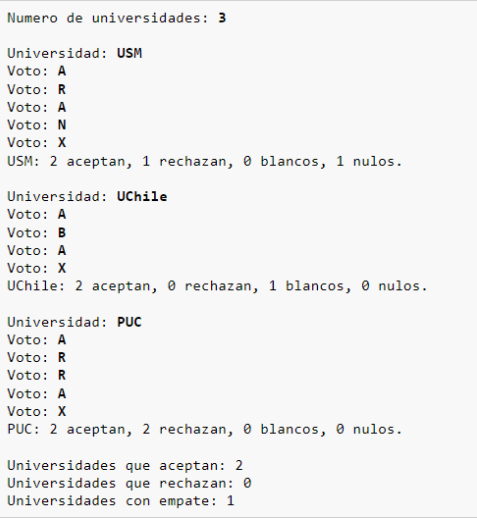 Numero de universidades: 3
Universidad: USM
Voto: A
Voto: R
Voto: A
Voto: N
Voto: X
USM: 2 aceptan, 1 rechazan, 0 blancos, 1 nulos.
Universidad: UChile
Voto: A
Voto: B
Voto: A
Voto: X
UChile: 2 aceptan, 0 rechazan, 1 blancos, 0 nulos.
Universidad: PUC
Voto: A
Voto: R
Voto: R
Voto: A
Voto: X
PUC: 2 aceptan, 2 rechazan, 0 blancos, 0 nulos.
Universidades que aceptan: 2
Universidades que rechazan: 0
Universidades con empate: 1